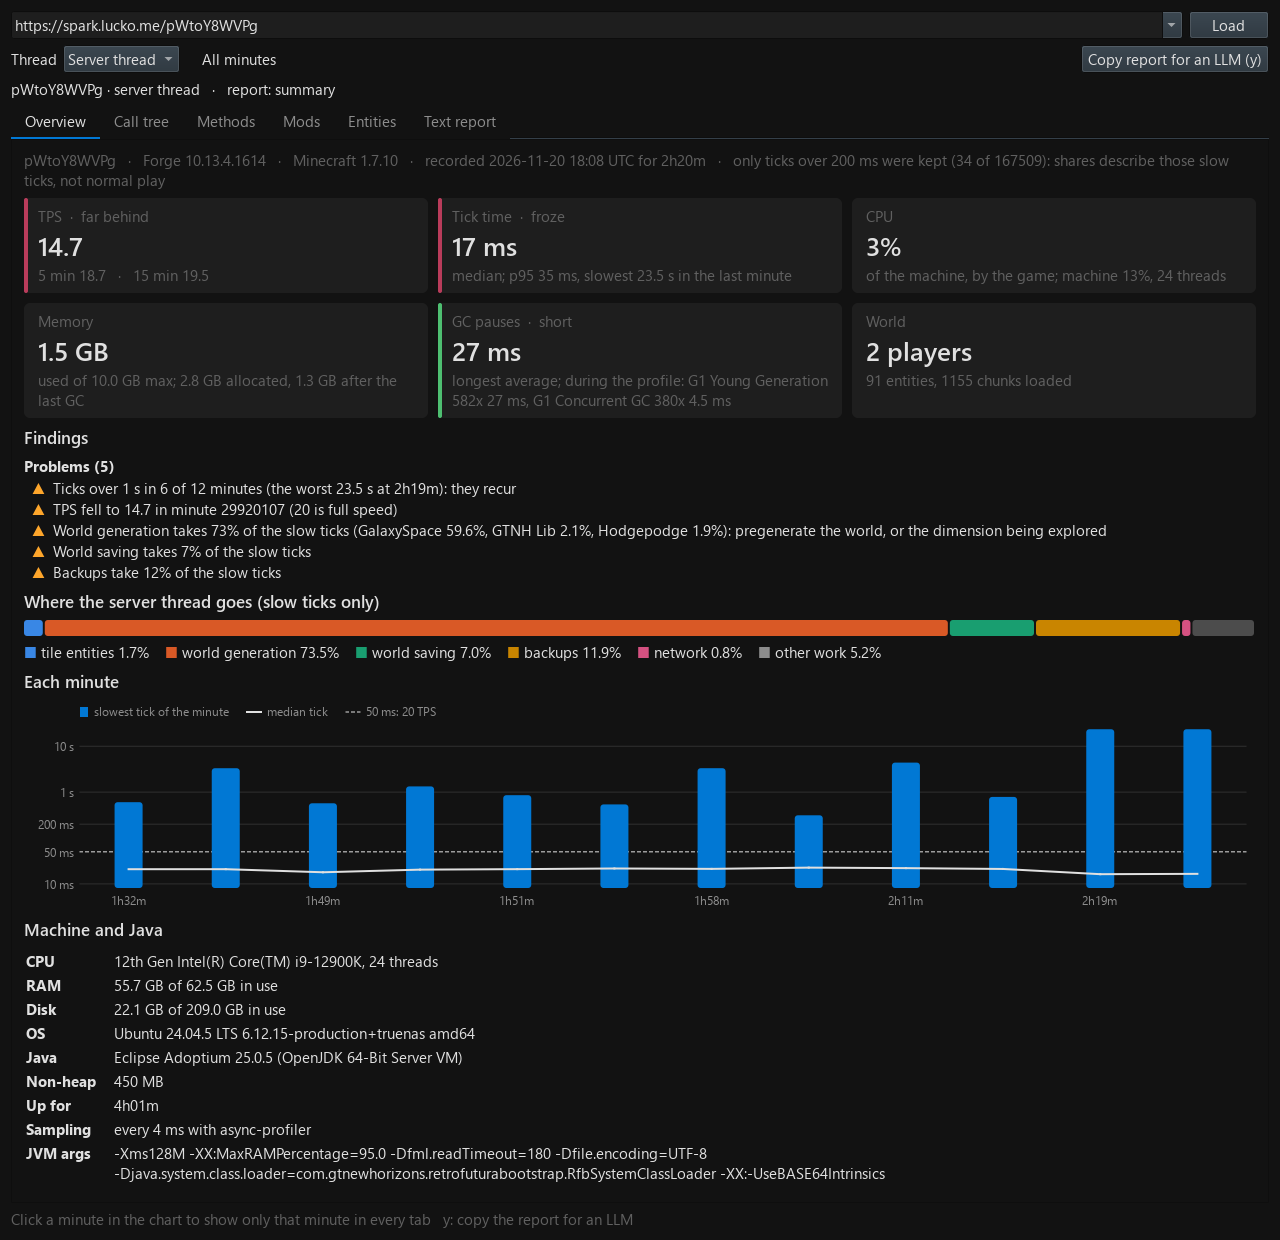 https://spark.lucko.me/pWtoY8WVPg
Load
Thread
Server thread
All minutes
Copy report for an LLM (y)
pWtoY8WVPg · server thread · report: summary
Overview
Call tree
Methods
Mods
Entities
Text report
pWtoY8WVPg · Forge 10.13.4.1614 · Minecraft 1.7.10 · recorded 2026-11-20 18:08 UTC for 2h20m · only ticks over 200 ms were kept (34 of 167509): shares describe those slow
ticks, not normal play
TPS · far behind
14.7
5 min 18.7 · 15 min 19.5
Tick time · froze
17 ms
median; p95 35 ms, slowest 23.5 s in the last minute
CPU
3%
of the machine, by the game; machine 13%, 24 threads
Memory
1.5 GB
used of 10.0 GB max; 2.8 GB allocated, 1.3 GB after the
last GC
GC pauses · short
27 ms
longest average; during the profile: G1 Young Generation
582x 27 ms, G1 Concurrent GC 380x 4.5 ms
World
2 players
91 entities, 1155 chunks loaded
Findings
Problems (5)
Ticks over 1 s in 6 of 12 minutes (the worst 23.5 s at 2h19m): they recur
TPS fell to 14.7 in minute 29920107 (20 is full speed)
World generation takes 73% of the slow ticks (GalaxySpace 59.6%, GTNH Lib 2.1%, Hodgepodge 1.9%): pregenerate the world, or the dimension being explored
World saving takes 7% of the slow ticks
Backups take 12% of the slow ticks
Where the server thread goes (slow ticks only)
tile entities 1.7%
world generation 73.5%
world saving 7.0%
backups 11.9%
network 0.8%
other work 5.2%
Each minute
slowest tick of the minute
median tick
50 ms: 20 TPS
10 s
1 s
200 ms
50 ms
10 ms
1h32m
1h49m
1h51m
1h58m
2h11m
2h19m
Machine and Java
CPU 12th Gen Intel(R) Core(TM) i9-12900K, 24 threads
RAM 55.7 GB of 62.5 GB in use
Disk 22.1 GB of 209.0 GB in use
OS Ubuntu 24.04.5 LTS 6.12.15-production+truenas amd64
Java Eclipse Adoptium 25.0.5 (OpenJDK 64-Bit Server VM)
Non-heap 450 MB
Up for 4h01m
Sampling every 4 ms with async-profiler
JVM args -Xms128M -XX:MaxRAMPercentage=95.0 -Dfml.readTimeout=180 -Dfile.encoding=UTF-8
-Djava.system.class.loader=com.gtnewhorizons.retrofuturabootstrap.RfbSystemClassLoader -XX:-UseBASE64Intrinsics
Click a minute in the chart to show only that minute in every tab y: copy the report for an LLM